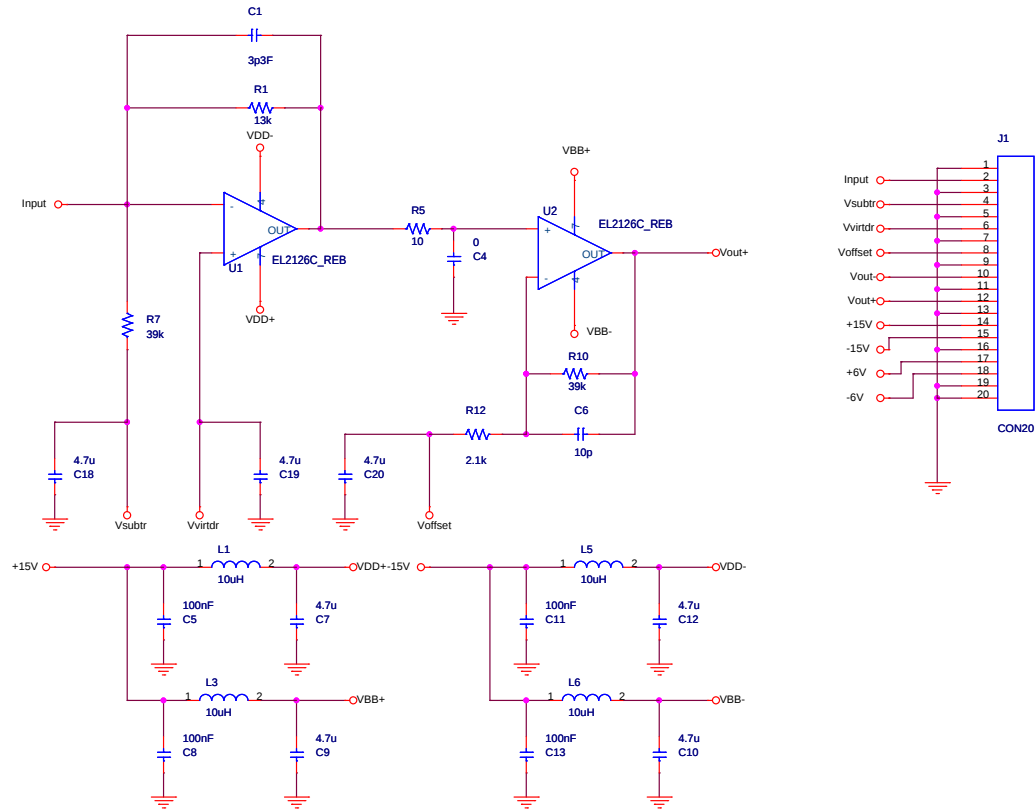 C1
3p3F
R1
13k
VDD-
4
-
OUT
+
7
U1
EL2126C_REB
VDD+
Input
R7
39k
R5
10
0
C4
VBB+
U2
7
EL2126C_REB
+
OUT
-
4
VBB-
Vout+
R10
39k
R12
2.1k
C6
10p
4.7u
C18
4.7u
C19
4.7u
C20
Vsubtr
Vvirtdr
Voffset
J1
1
Input 2
3
Vsubtr 4
5
Vvirtdr 6
7
Voffset 8
9
Vout- 10
11
Vout+ 12
13
+15V 14
15
-15V 16
17
+6V 18
19
-6V 20
CON20
+15V
1 L1 2
10uH
VDD+
100nF
C5
4.7u
C7
1 L3 2
10uH
VBB+
100nF
C8
4.7u
C9
-15V
1 L5 2
10uH
VDD-
100nF
C11
4.7u
C12
1 L6 2
10uH
VBB-
100nF
C13
4.7u
C10